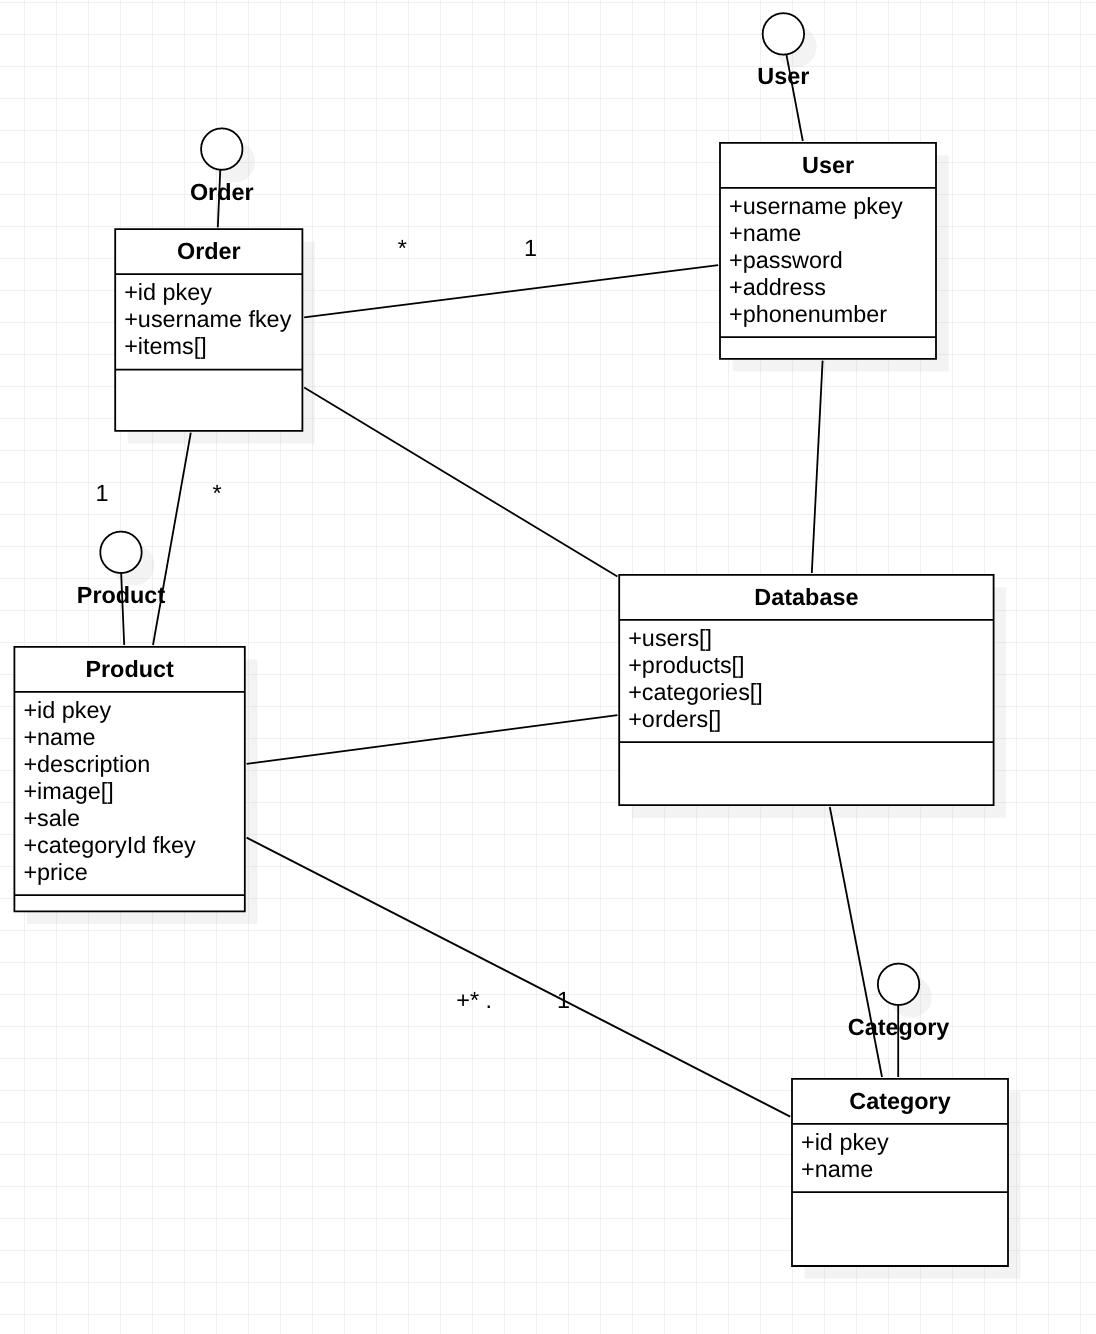 User
User
+username pkey
+name
+password
+address
+phonenumber
Order
Order
+id pkey
+username fkey
+items[]
* 1
1 *
Product
Product
+id pkey
+name
+description
+image[]
+sale
+categoryId fkey
+price
Database
+users[]
+products[]
+categories[]
+orders[]
+* . 1
Category
Category
+id pkey
+name